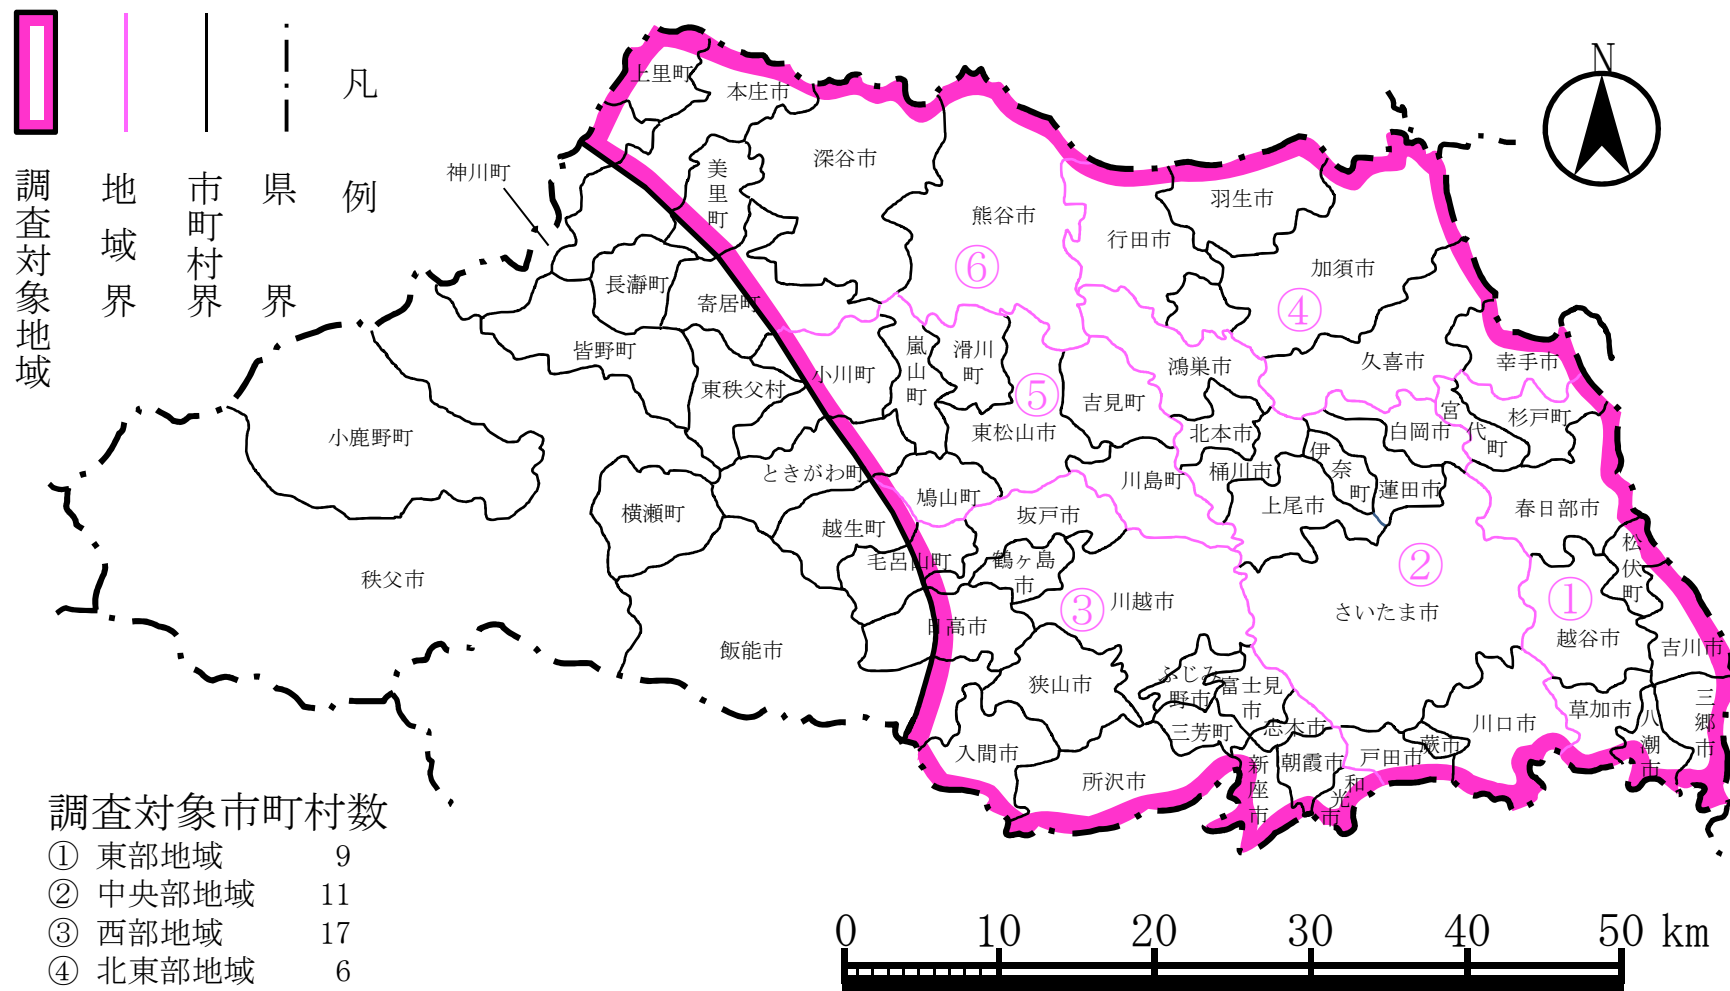 凡例
県界
市町村界
地域界
調査対象地域
N
上里町
本庄市
神川町
美里町
深谷市
熊谷市
⑥
行田市
羽生市
加須市
④
長瀞町
寄居町
皆野町
小川町
嵐山町
滑川町
⑤
吉見町
鴻巣市
久喜市
幸手市
東秩父村
小鹿野町
東松山市
北本市
白岡市
宮代町
杉戸町
ときがわ町
鳩山町
川島町
桶川市
伊奈町
蓮田市
横瀬町
越生町
坂戸市
上尾市
春日部市
毛呂山町
鶴ヶ島市
松伏町
秩父市
②
①
③
川越市
さいたま市
越谷市
飯能市
日高市
吉川市
狭山市
ふじみ野市
富士見市
三芳町
志木市
川口市
草加市
八潮市
三郷市
入間市
所沢市
新座市
朝霞市
和光市
戸田市
蕨市
調査対象市町村数
① 東部地域 9
② 中央部地域 11
③ 西部地域 17
④ 北東部地域 6
0 10 20 30 40 50 km